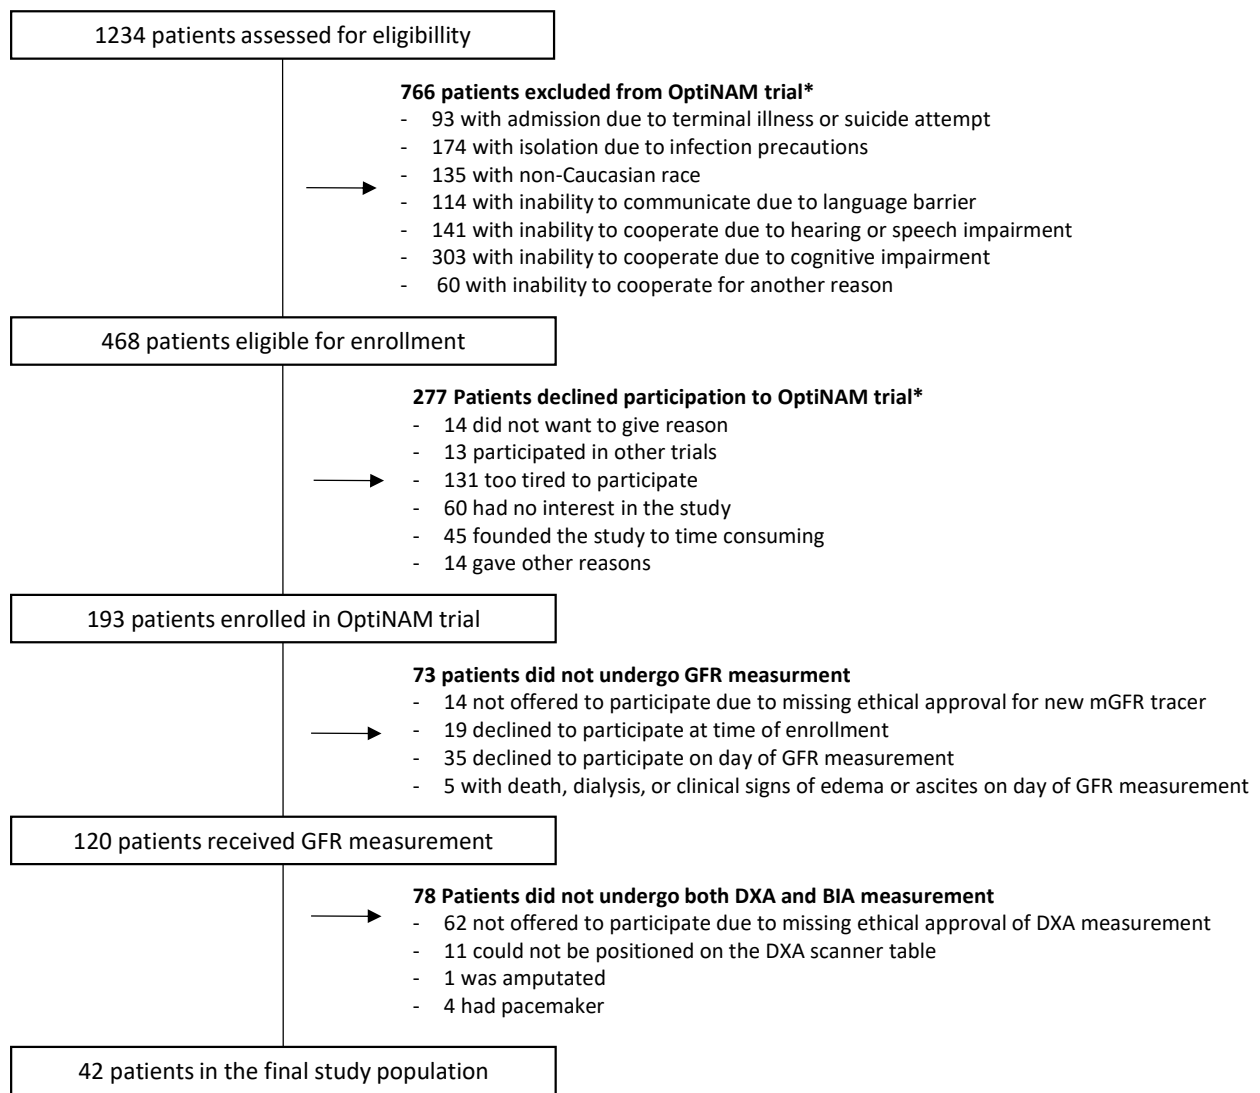 1234 patients assessed for eligibillity
766 patients excluded from OptiNAM trial*
- 93 with admission due to terminal illness or suicide attempt
- 174 with isolation due to infection precautions
- 135 with non-Caucasian race
- 114 with inability to communicate due to language barrier
- 141 with inability to cooperate due to hearing or speech impairment
- 303 with inability to cooperate due to cognitive impairment
- 60 with inability to cooperate for another reason
468 patients eligible for enrollment
277 Patients declined participation to OptiNAM trial*
- 14 did not want to give reason
- 13 participated in other trials
- 131 too tired to participate
- 60 had no interest in the study
- 45 founded the study to time consuming
- 14 gave other reasons
193 patients enrolled in OptiNAM trial
73 patients did not undergo GFR measurment
- 14 not offered to participate due to missing ethical approval for new mGFR tracer
- 19 declined to participate at time of enrollment
- 35 declined to participate on day of GFR measurement
- 5 with death, dialysis, or clinical signs of edema or ascites on day of GFR measurement
120 patients received GFR measurement
78 Patients did not undergo both DXA and BIA measurement
- 62 not offered to participate due to missing ethical approval of DXA measurement
- 11 could not be positioned on the DXA scanner table
- 1 was amputated
- 4 had pacemaker
42 patients in the final study population